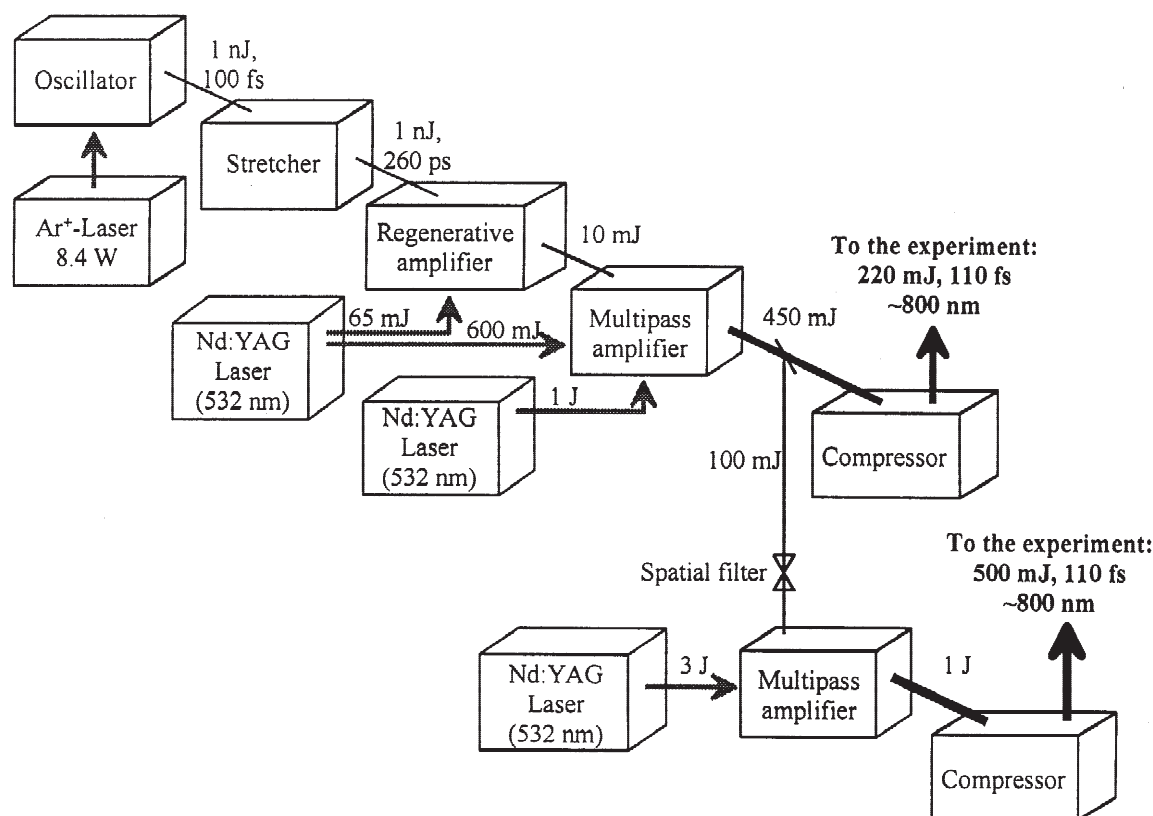 1 nJ,
100 fs
Oscillator
1 nJ,
260 ps
Stretcher
Ar⁺-Laser
8.4 W
Regenerative
amplifier
10 mJ
To the experiment:
220 mJ, 110 fs
~800 nm
65 mJ
600 mJ
Multipass
amplifier
450 mJ
Nd:YAG
Laser
(532 nm)
1 J
Nd:YAG
Laser
(532 nm)
100 mJ
Compressor
To the experiment:
500 mJ, 110 fs
~800 nm
Spatial filter
Nd:YAG
Laser
(532 nm)
3 J
Multipass
amplifier
1 J
Compressor